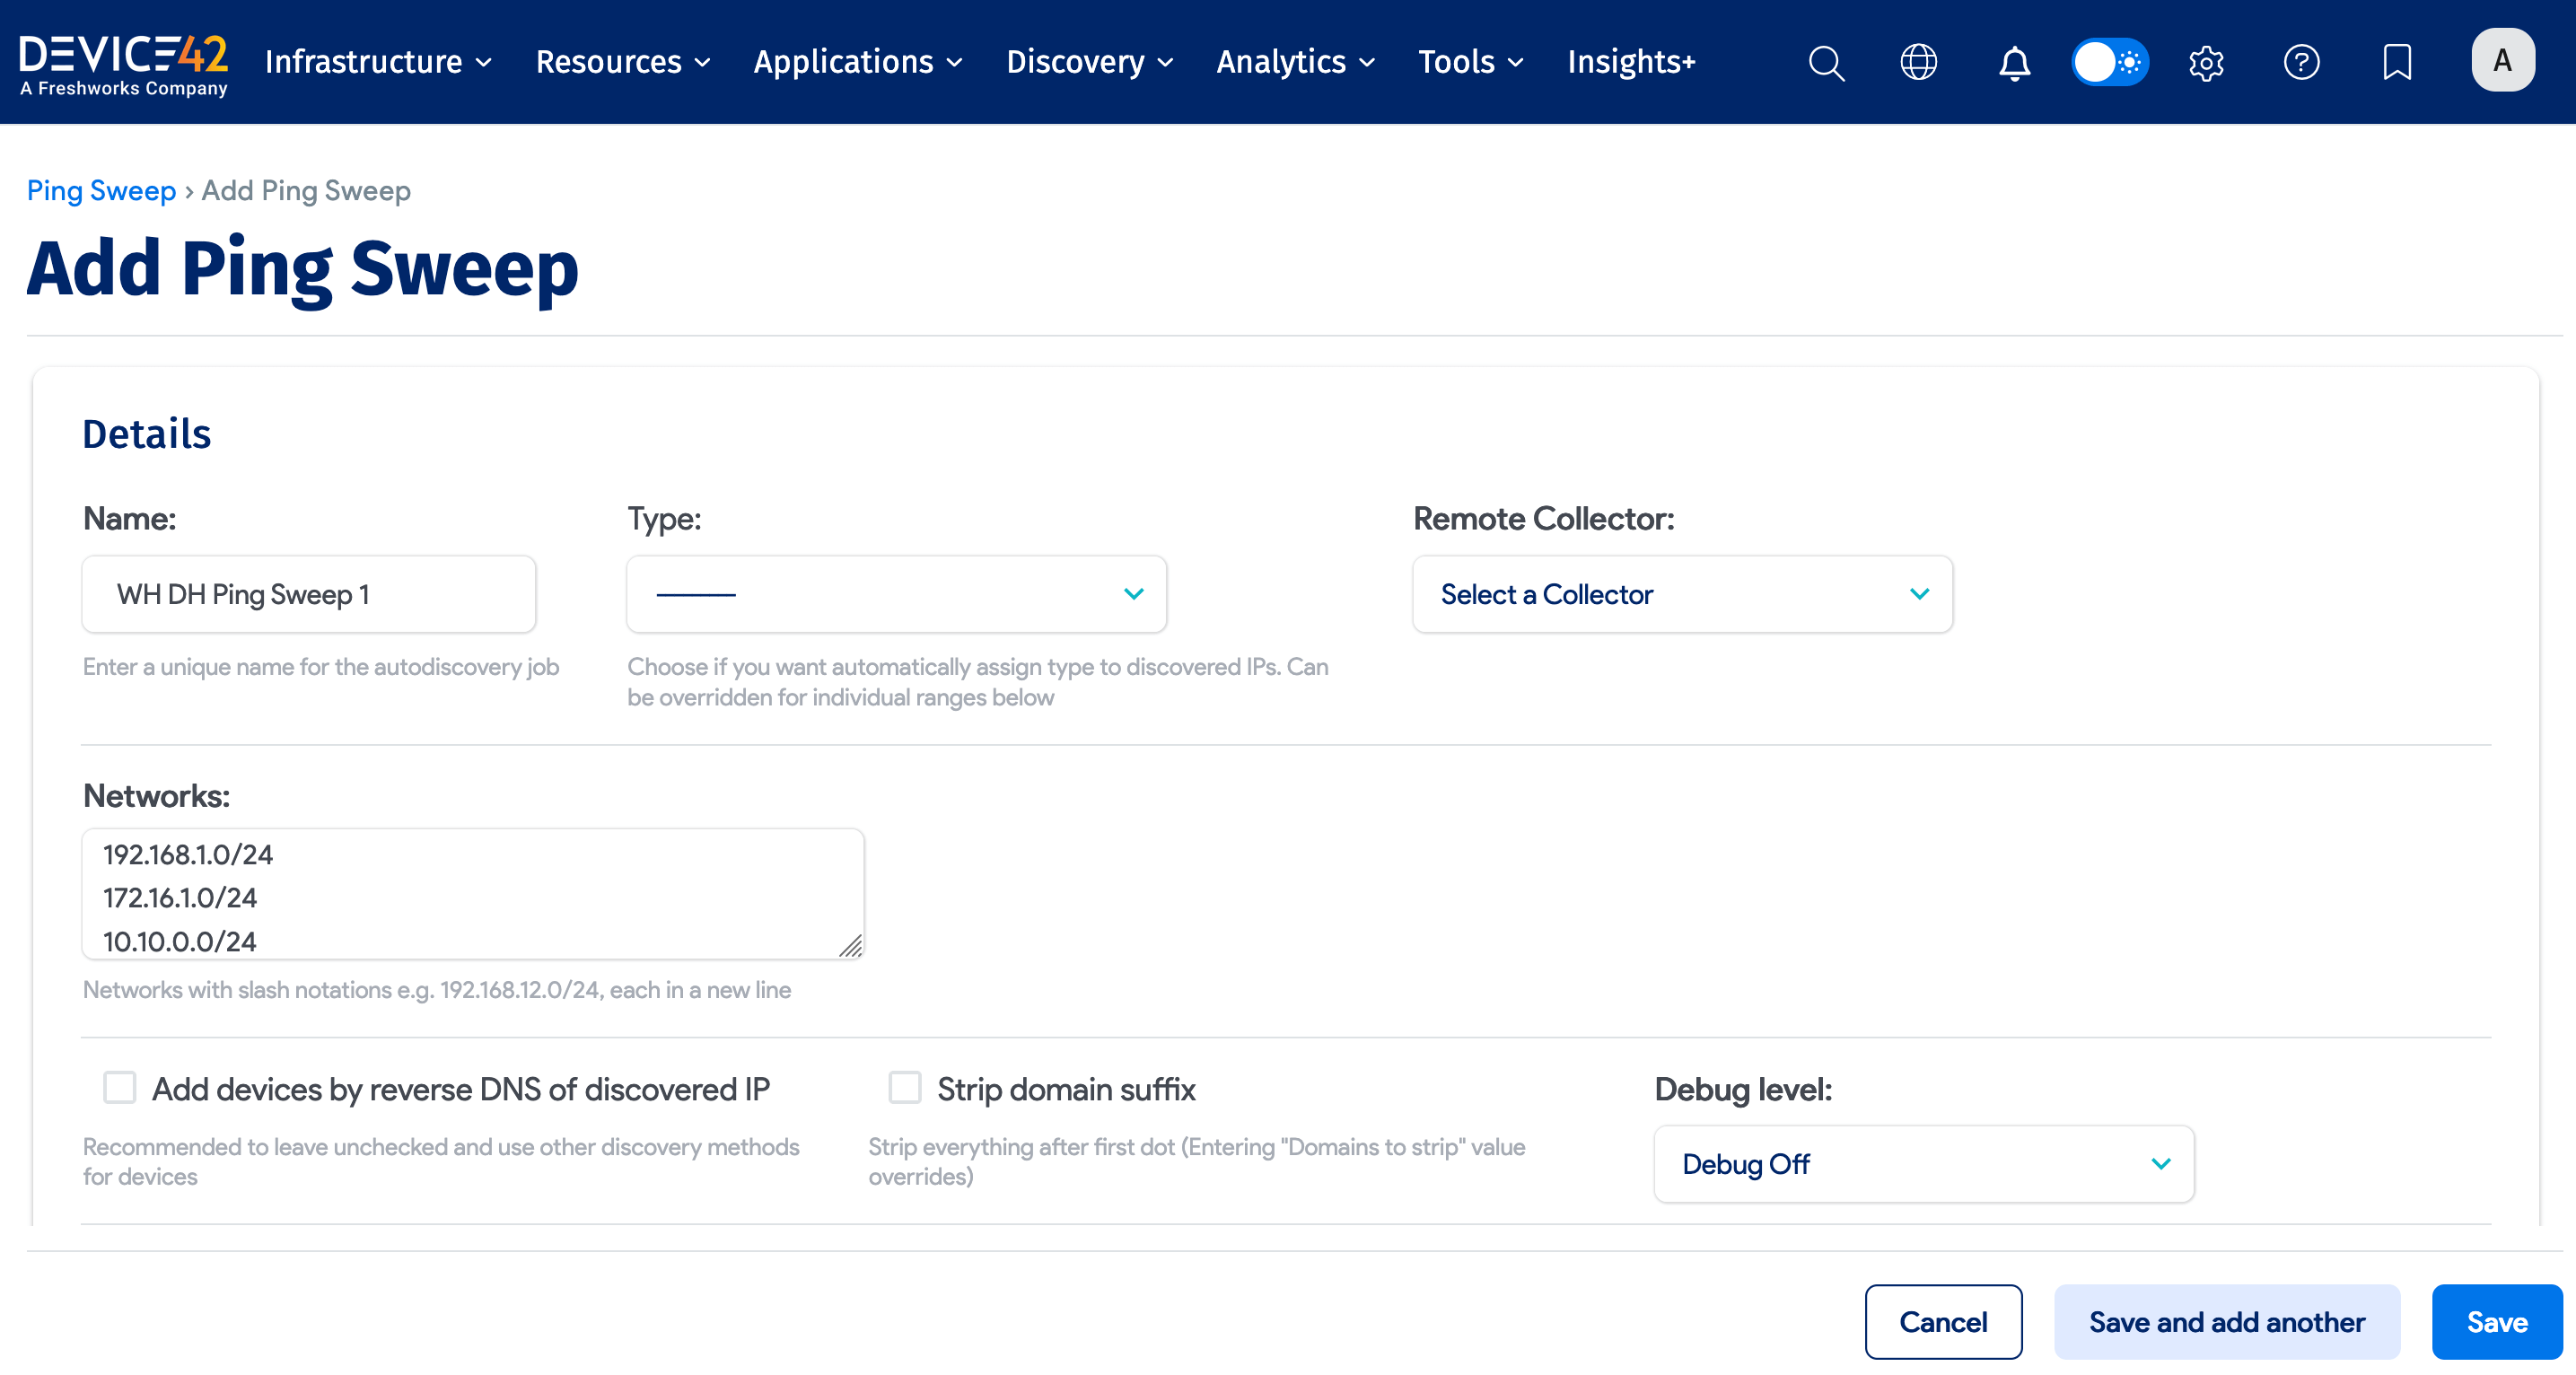 DEVICE42
A Freshworks Company
Infrastructure
Resources
Applications
Discovery
Analytics
Tools
Insights+
A
Ping Sweep › Add Ping Sweep
Add Ping Sweep
Details
Name:
Type:
Remote Collector:
WH DH Ping Sweep 1
Select a Collector
Enter a unique name for the autodiscovery job
Choose if you want automatically assign type to discovered IPs. Can
be overridden for individual ranges below
Networks:
192.168.1.0/24
172.16.1.0/24
10.10.0.0/24
Networks with slash notations e.g. 192.168.12.0/24, each in a new line
Add devices by reverse DNS of discovered IP
Strip domain suffix
Debug level:
Recommended to leave unchecked and use other discovery methods
for devices
Strip everything after first dot (Entering "Domains to strip" value
overrides)
Debug Off
Cancel
Save and add another
Save